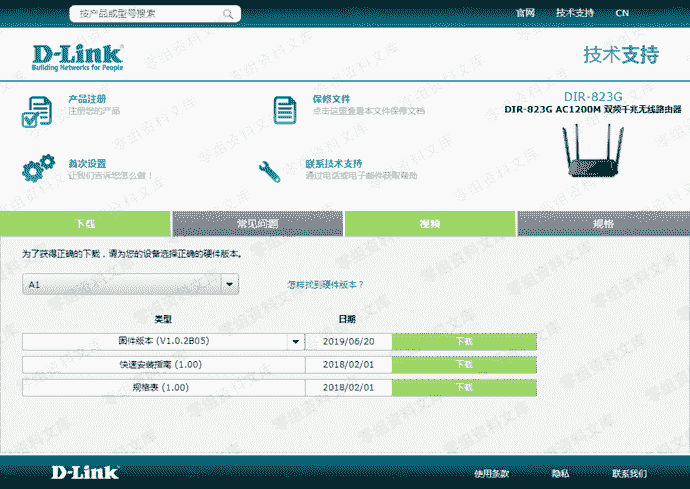 按产品或型号搜索
官网 技术支持 CN
D-Link
Building Networks for People
技术支持
产品注册
注册您的产品
保修文件
点击这里查看本文件保修文档
DIR-823G
DIR-823G AC1200M 双频千兆无线路由器
首次设置
让我们告诉您怎么做！
联系技术支持
通过电话或电子邮件获取帮助
下载 常见问题 视频 规格
为了获得正确的下载，请为您的设备选择正确的硬件版本。
A1
怎样找到硬件版本？
类型 日期
固件版本 (V1.0.2B05) 2019/06/20 下载
快速安装指南 (1.00) 2018/02/01 下载
规格表 (1.00) 2018/02/01 下载
D-Link
使用条款 隐私 联系我们
零组资料文库